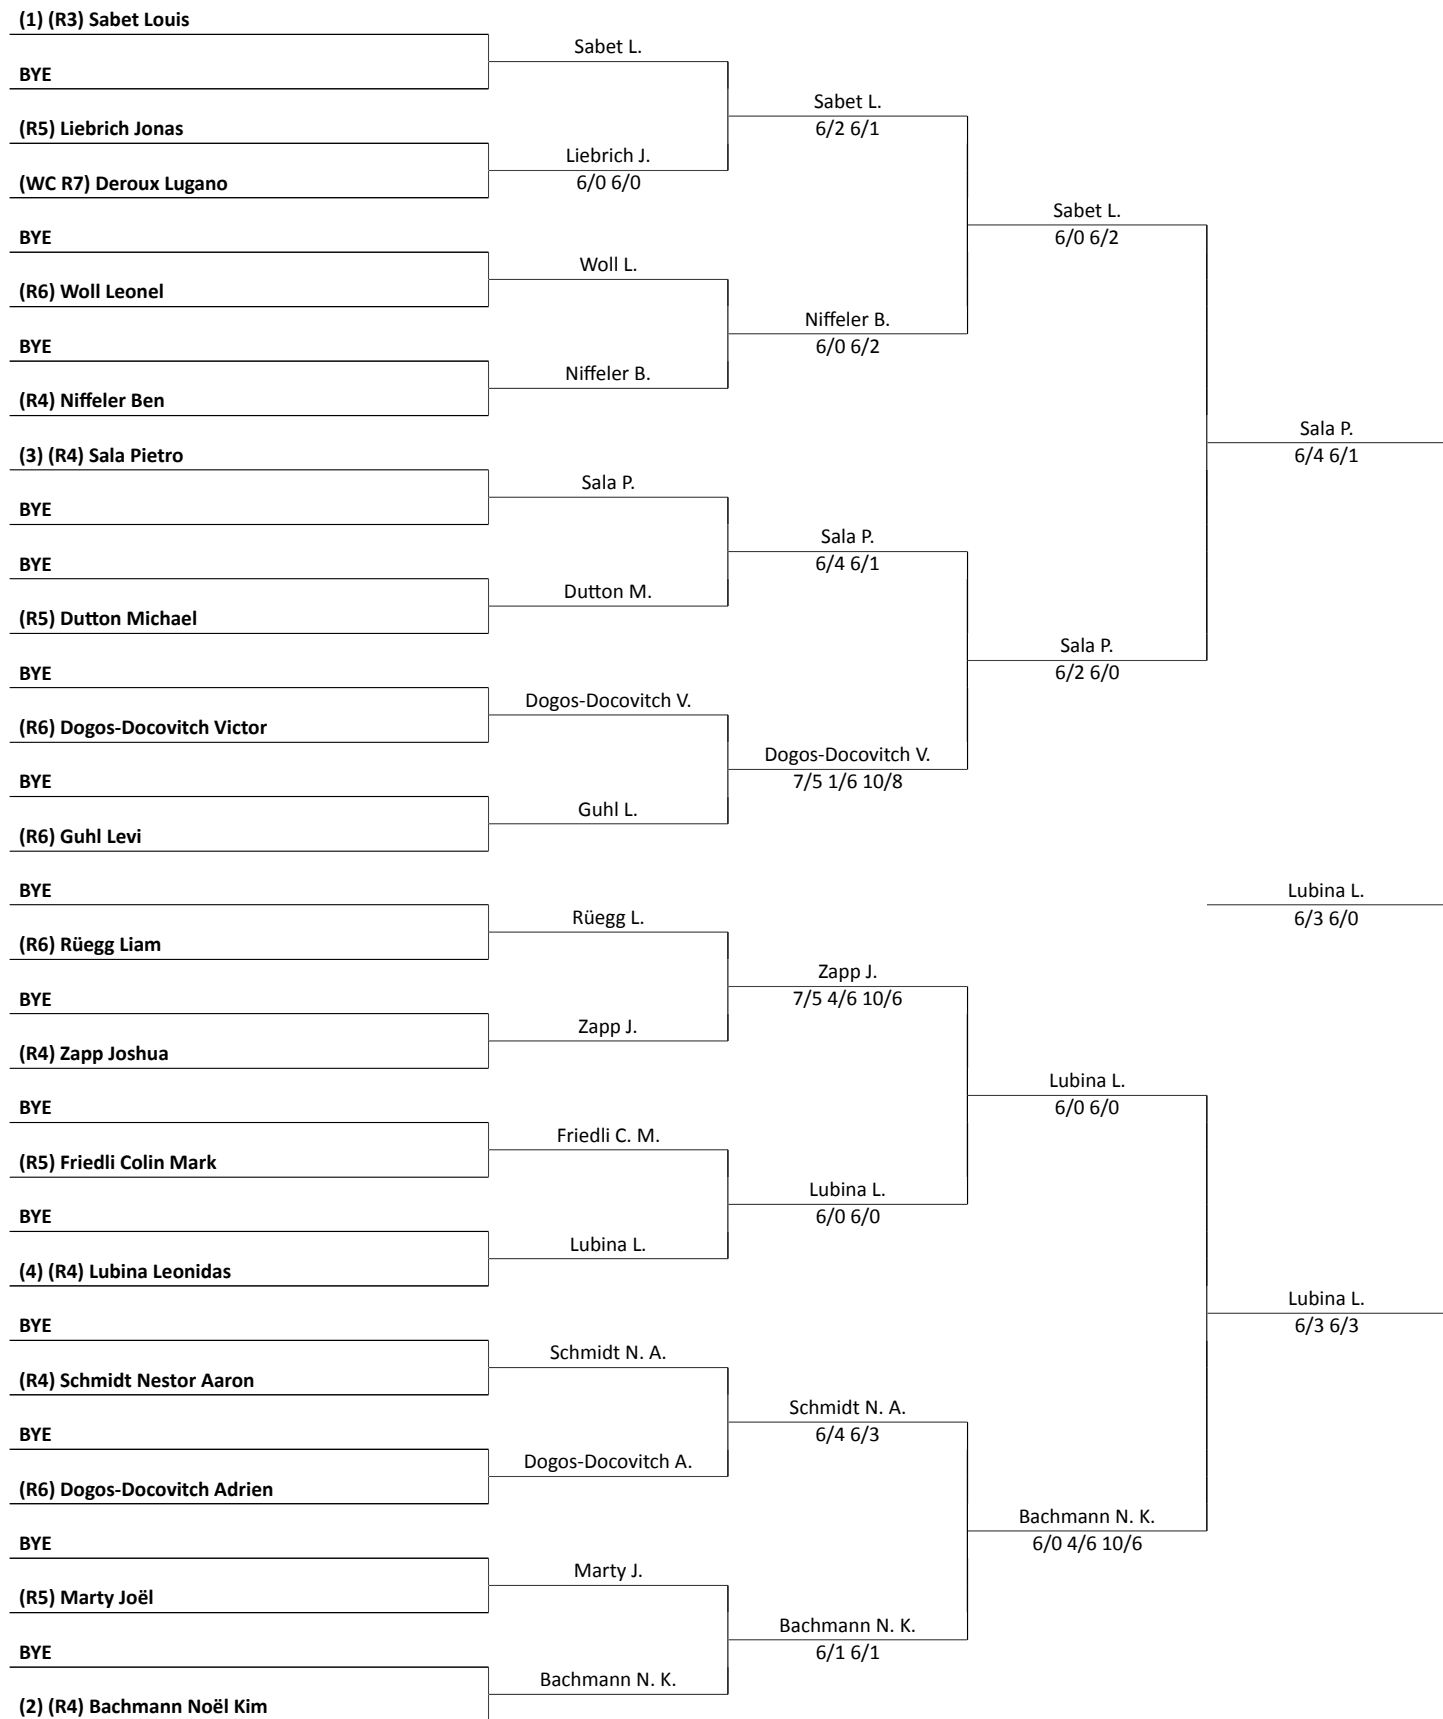 (1) (R3) Sabet Louis
Sabet L.
BYE
Sabet L.
6/2 6/1
(R5) Liebrich Jonas
Liebrich J.
6/0 6/0
(WC R7) Deroux Lugano
Sabet L.
6/0 6/2
BYE
Woll L.
(R6) Woll Leonel
Niffeler B.
6/0 6/2
BYE
Niffeler B.
(R4) Niffeler Ben
Sala P.
6/4 6/1
(3) (R4) Sala Pietro
Sala P.
BYE
Sala P.
6/4 6/1
BYE
Dutton M.
(R5) Dutton Michael
Sala P.
6/2 6/0
BYE
Dogos-Docovitch V.
(R6) Dogos-Docovitch Victor
Dogos-Docovitch V.
7/5 1/6 10/8
BYE
Guhl L.
(R6) Guhl Levi
BYE
Lubina L.
6/3 6/0
Rüegg L.
(R6) Rüegg Liam
Zapp J.
7/5 4/6 10/6
BYE
Zapp J.
(R4) Zapp Joshua
Lubina L.
6/0 6/0
BYE
Friedli C. M.
(R5) Friedli Colin Mark
Lubina L.
6/0 6/0
BYE
Lubina L.
(4) (R4) Lubina Leonidas
Lubina L.
6/3 6/3
BYE
Schmidt N. A.
(R4) Schmidt Nestor Aaron
Schmidt N. A.
6/4 6/3
BYE
Dogos-Docovitch A.
(R6) Dogos-Docovitch Adrien
Bachmann N. K.
6/0 4/6 10/6
BYE
Marty J.
(R5) Marty Joël
Bachmann N. K.
6/1 6/1
BYE
Bachmann N. K.
(2) (R4) Bachmann Noël Kim